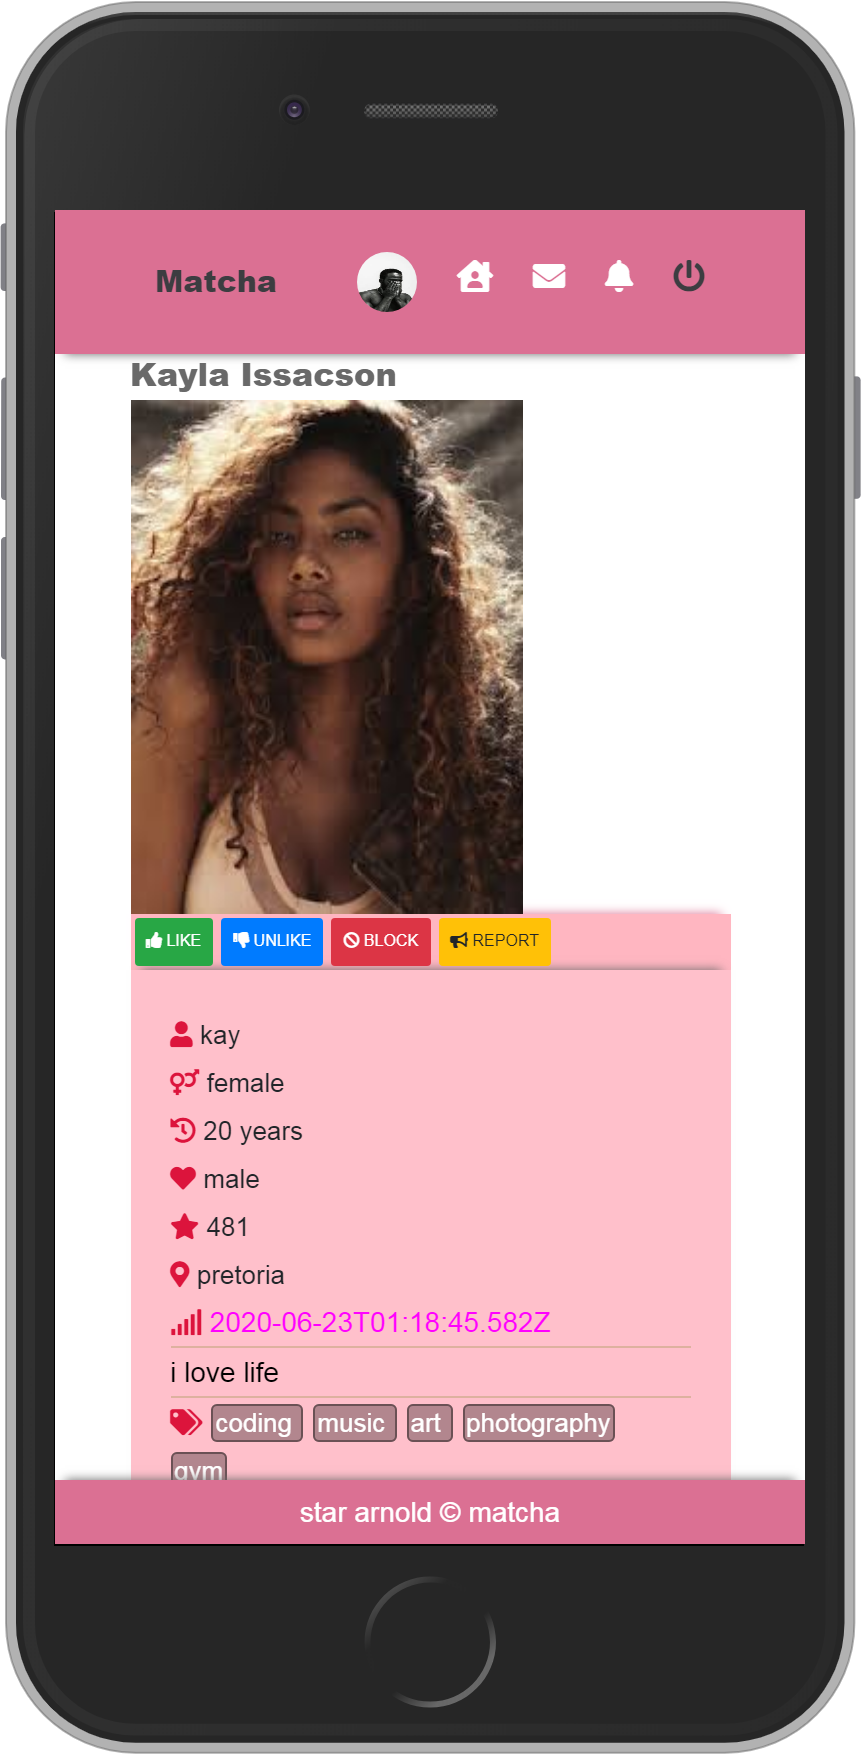 Matcha
Kayla Issacson
LIKE UNLIKE BLOCK REPORT
kay
female
20 years
male
481
pretoria
2020-06-23T01:18:45.582Z
i love life
coding music art photography
gym
star arnold © matcha